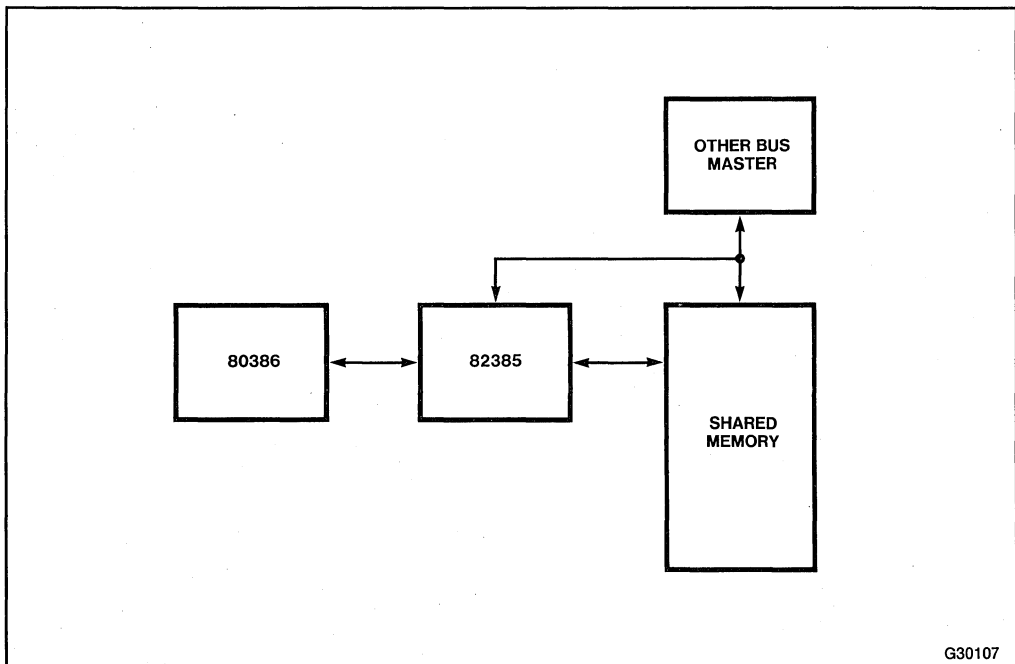 OTHER BUS
MASTER
80386
82385
SHARED
MEMORY
G30107